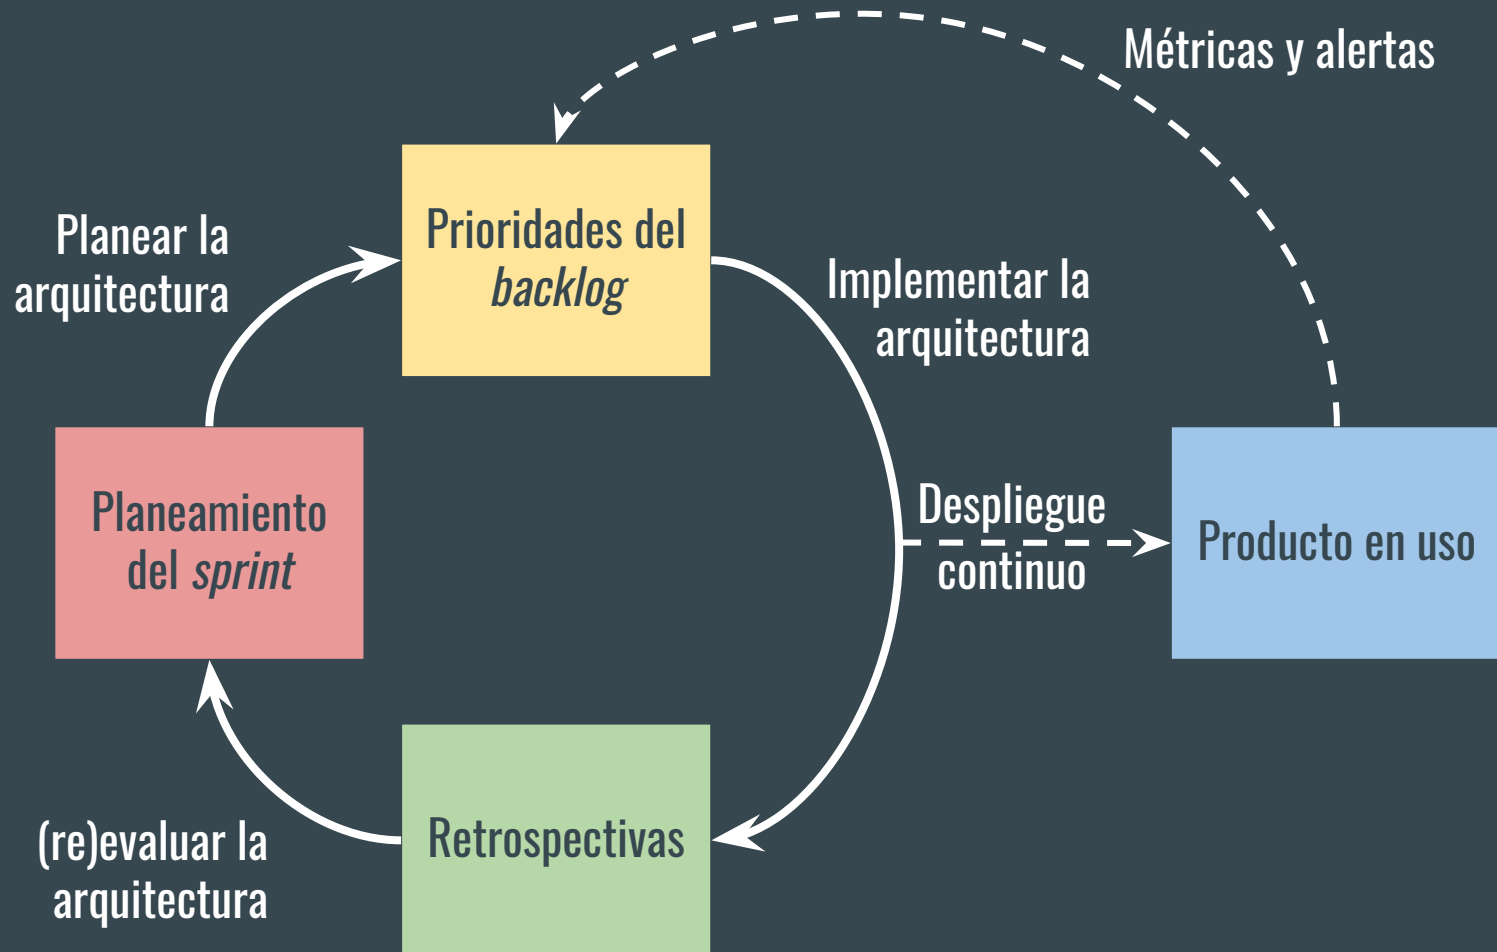 Métricas y alertas
Planear la
arquitectura
Prioridades del
backlog
Implementar la
arquitectura
Planeamiento
del sprint
Despliegue
continuo
Producto en uso
(re)evaluar la
arquitectura
Retrospectivas